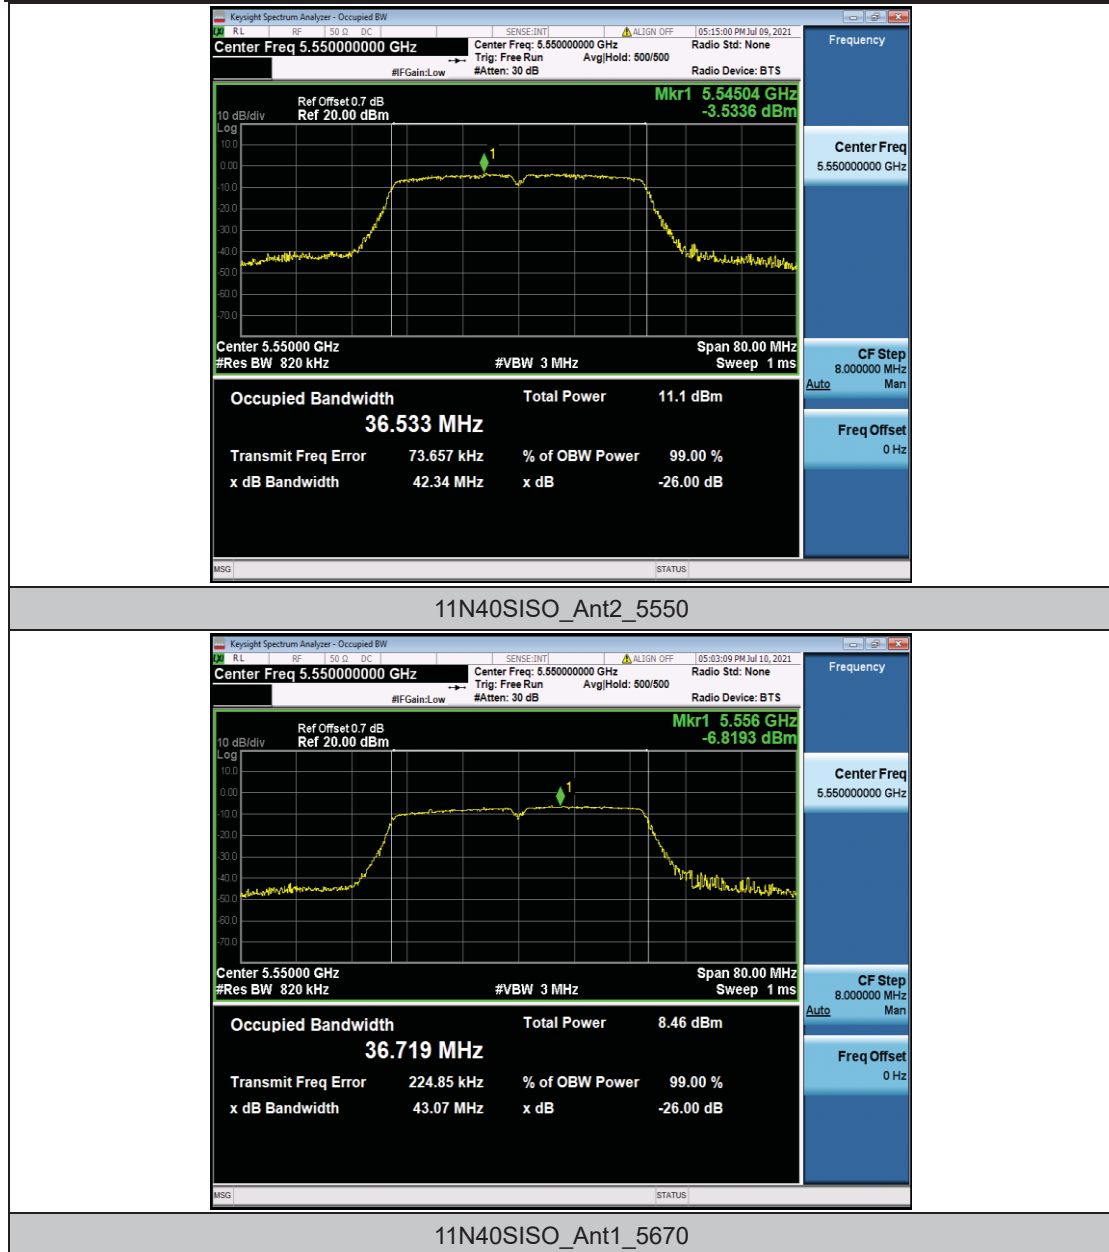 Keysight Spectrum Analyzer - Occupied BW
RL RF 50 Ω DC SENSE:INT ALIGN OFF 05:15:00 PM Jul 09, 2021
Center Freq 5.550000000 GHz
Center Freq: 5.550000000 GHz
Radio Std: None
Trig: Free Run Avg|Hold: 500/500
#IFGain:Low #Atten: 30 dB Radio Device: BTS
Frequency
Mkr1 5.54504 GHz
-3.5336 dBm
Ref Offset 0.7 dB
10 dB/div Ref 20.00 dBm
Log
10.0
0.00
-10.0
-20.0
-30.0
-40.0
-50.0
-60.0
-70.0
1
Center 5.55000 GHz Span 80.00 MHz
#Res BW 820 kHz #VBW 3 MHz Sweep 1 ms
Center Freq
5.550000000 GHz
CF Step
8.000000 MHz
Auto Man
Freq Offset
0 Hz
Occupied Bandwidth Total Power 11.1 dBm
36.533 MHz
Transmit Freq Error 73.657 kHz % of OBW Power 99.00 %
x dB Bandwidth 42.34 MHz x dB -26.00 dB
MSG STATUS
11N40SISO_Ant2_5550
Keysight Spectrum Analyzer - Occupied BW
RL RF 50 Ω DC SENSE:INT ALIGN OFF 05:03:09 PM Jul 10, 2021
Center Freq 5.550000000 GHz
Center Freq: 5.550000000 GHz
Radio Std: None
Trig: Free Run Avg|Hold: 500/500
#IFGain:Low #Atten: 30 dB Radio Device: BTS
Frequency
Mkr1 5.556 GHz
-6.8193 dBm
Ref Offset 0.7 dB
10 dB/div Ref 20.00 dBm
Log
10.0
0.00
-10.0
-20.0
-30.0
-40.0
-50.0
-60.0
-70.0
1
Center 5.55000 GHz Span 80.00 MHz
#Res BW 820 kHz #VBW 3 MHz Sweep 1 ms
Center Freq
5.550000000 GHz
CF Step
8.000000 MHz
Auto Man
Freq Offset
0 Hz
Occupied Bandwidth Total Power 8.46 dBm
36.719 MHz
Transmit Freq Error 224.85 kHz % of OBW Power 99.00 %
x dB Bandwidth 43.07 MHz x dB -26.00 dB
MSG STATUS
11N40SISO_Ant1_5670